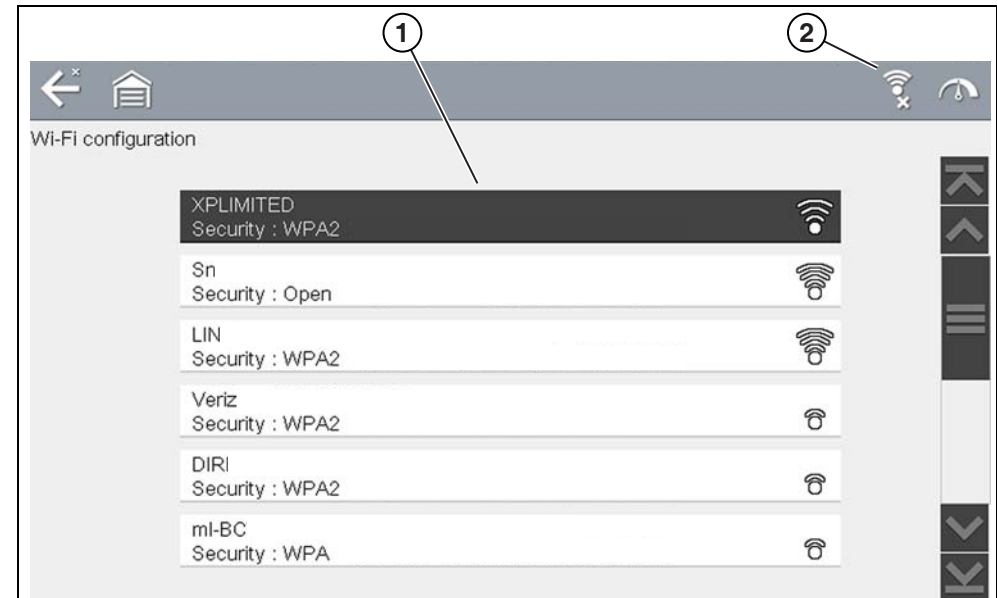 1
2
Wi-Fi configuration
XPLIMITED
Security : WPA2
Sn
Security : Open
LIN
Security : WPA2
Veriz
Security : WPA2
DIRI
Security : WPA2
ml-BC
Security : WPA